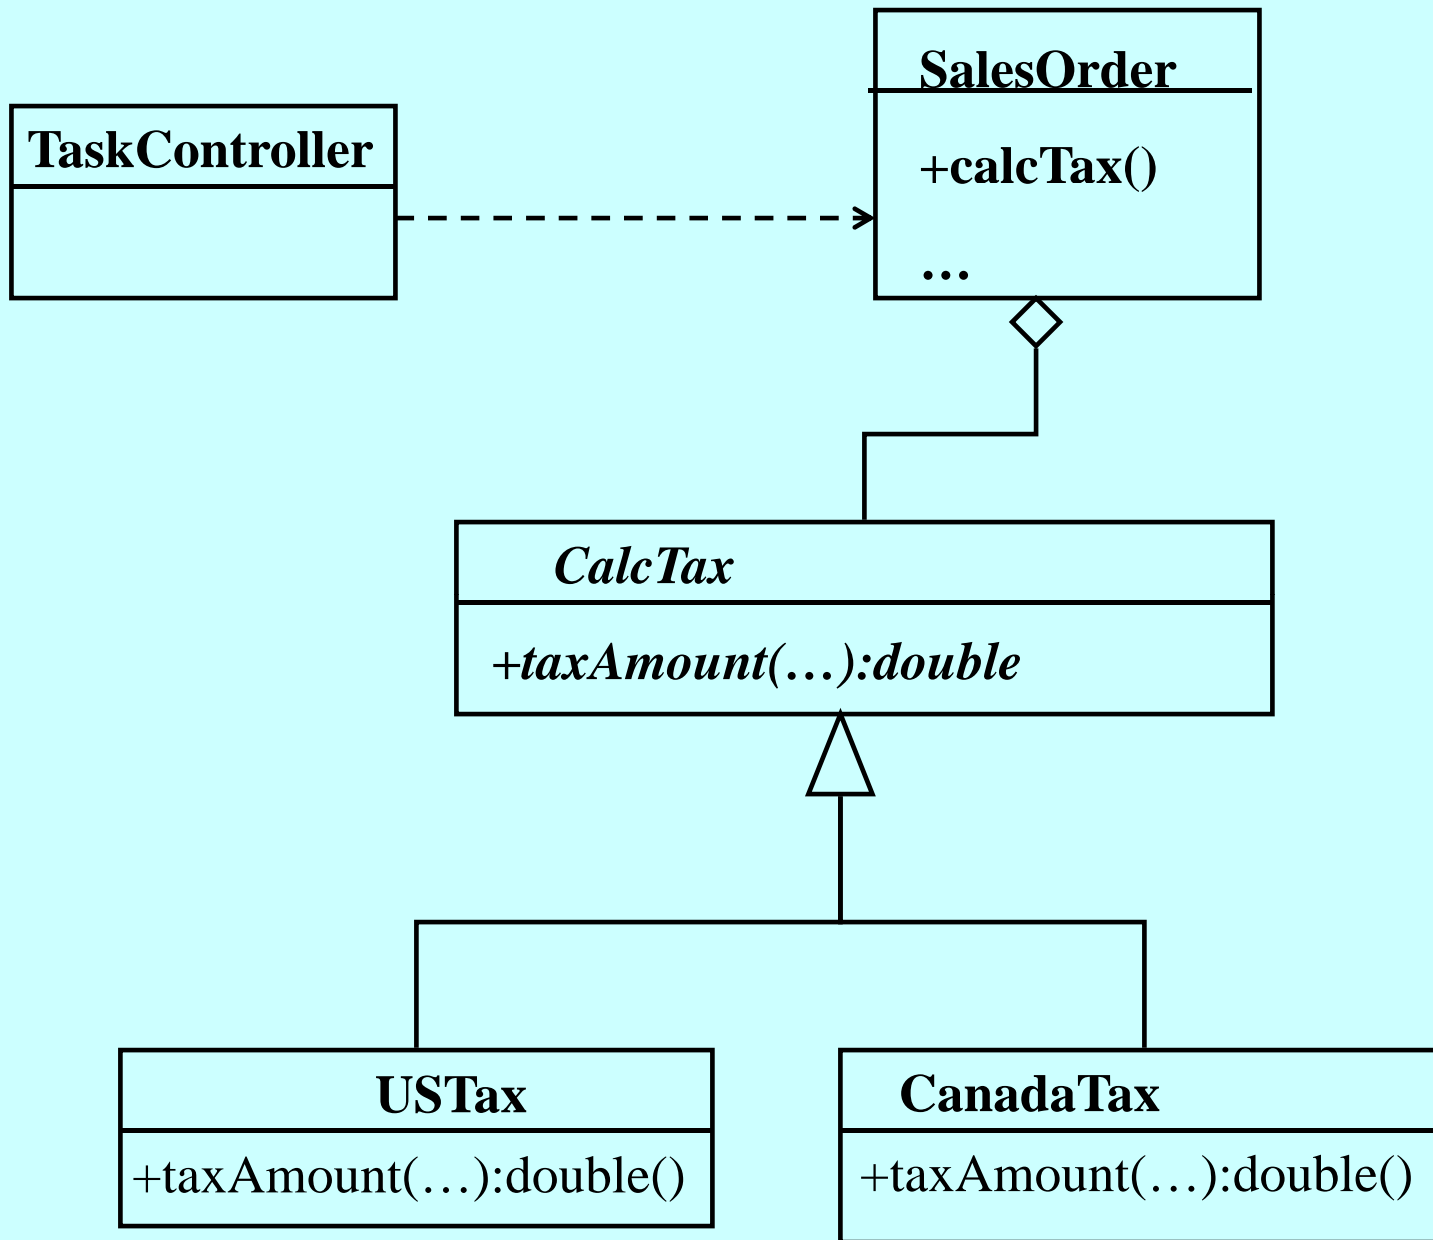 SalesOrder
+calcTax()
…
TaskController
CalcTax
+taxAmount(…):double
USTax
+taxAmount(…):double()
CanadaTax
+taxAmount(…):double()